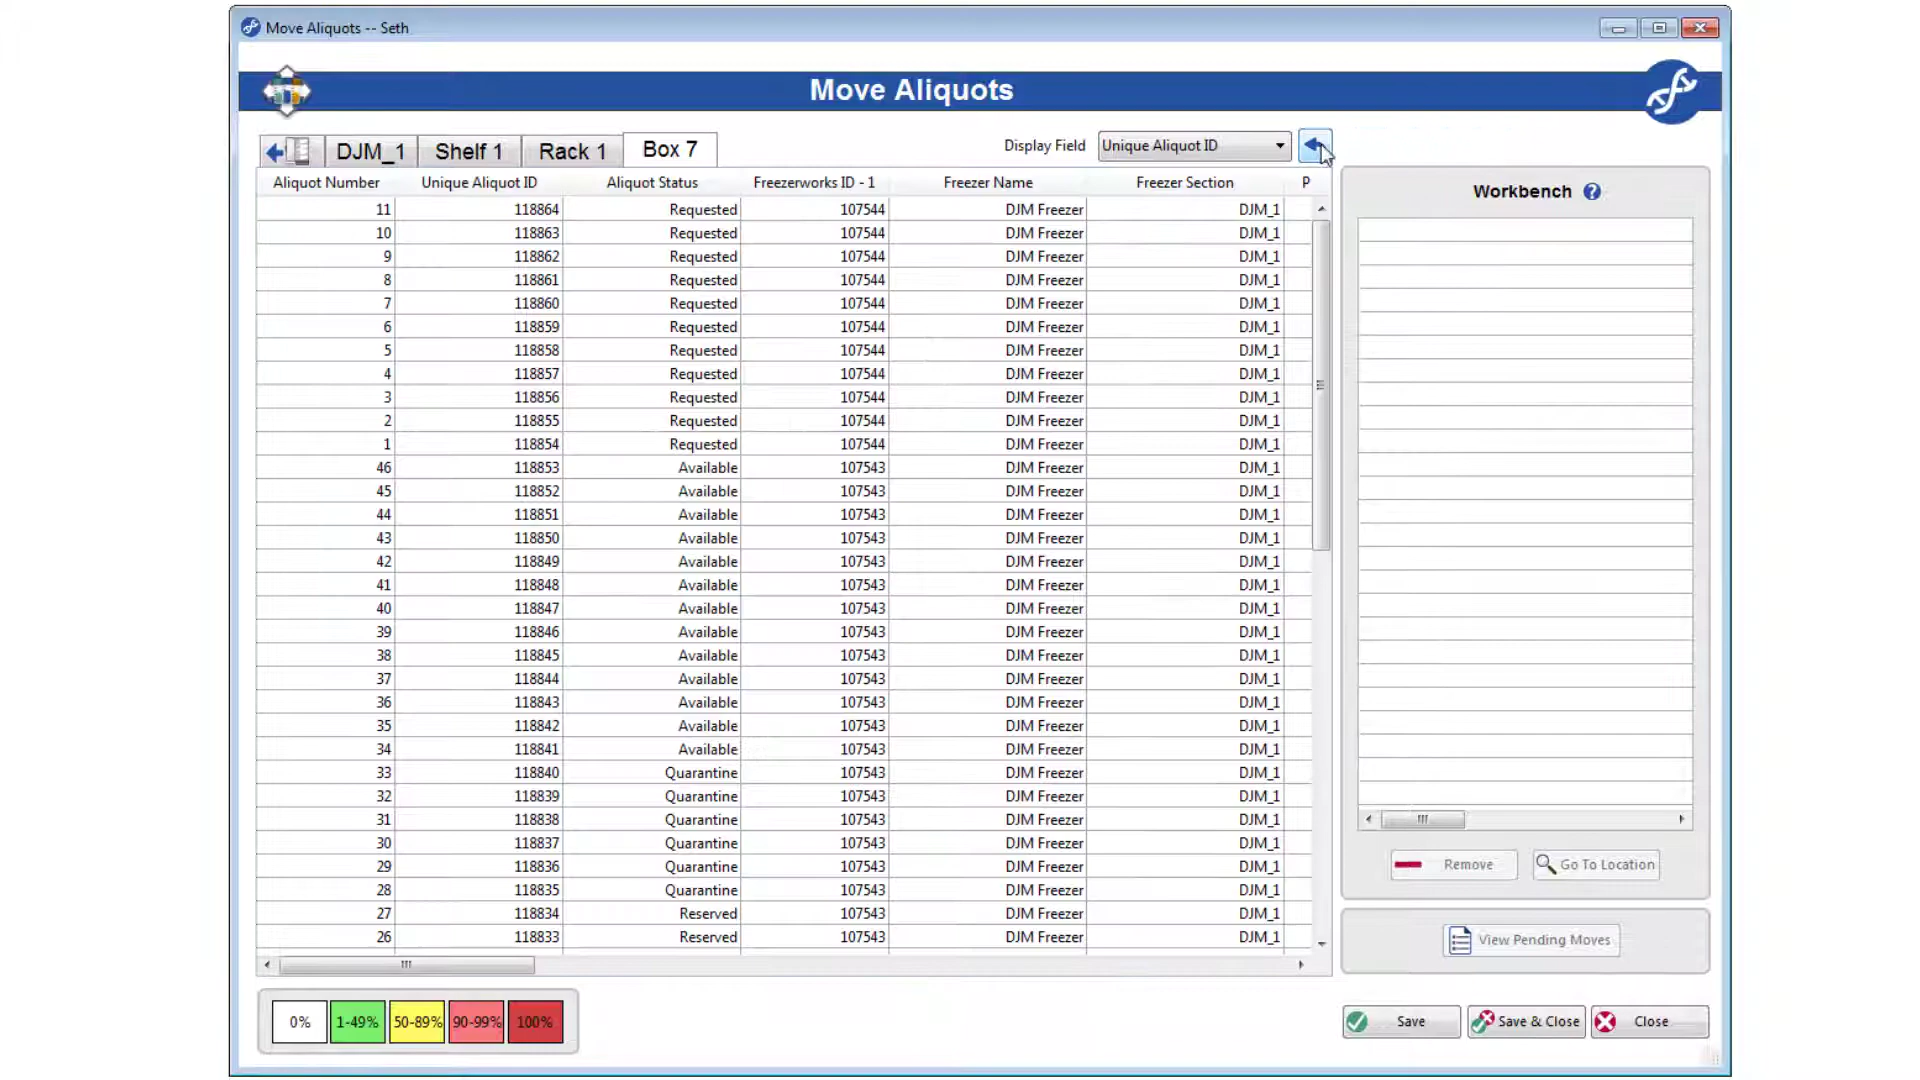 Move Aliquots -- Seth
Move Aliquots
DJM_1 Shelf 1 Rack 1 Box 7 Display Field Unique Aliquot ID
Workbench ?
Aliquot Number Unique Aliquot ID Aliquot Status Freezerworks ID - 1 Freezer Name Freezer Section P
11 118864 Requested 107544 DJM Freezer DJM_1
10 118863 Requested 107544 DJM Freezer DJM_1
9 118862 Requested 107544 DJM Freezer DJM_1
8 118861 Requested 107544 DJM Freezer DJM_1
7 118860 Requested 107544 DJM Freezer DJM_1
6 118859 Requested 107544 DJM Freezer DJM_1
5 118858 Requested 107544 DJM Freezer DJM_1
4 118857 Requested 107544 DJM Freezer DJM_1
3 118856 Requested 107544 DJM Freezer DJM_1
2 118855 Requested 107544 DJM Freezer DJM_1
1 118854 Requested 107544 DJM Freezer DJM_1
46 118853 Available 107543 DJM Freezer DJM_1
45 118852 Available 107543 DJM Freezer DJM_1
44 118851 Available 107543 DJM Freezer DJM_1
43 118850 Available 107543 DJM Freezer DJM_1
42 118849 Available 107543 DJM Freezer DJM_1
41 118848 Available 107543 DJM Freezer DJM_1
40 118847 Available 107543 DJM Freezer DJM_1
39 118846 Available 107543 DJM Freezer DJM_1
38 118845 Available 107543 DJM Freezer DJM_1
37 118844 Available 107543 DJM Freezer DJM_1
36 118843 Available 107543 DJM Freezer DJM_1
35 118842 Available 107543 DJM Freezer DJM_1
34 118841 Available 107543 DJM Freezer DJM_1
33 118840 Quarantine 107543 DJM Freezer DJM_1
32 118839 Quarantine 107543 DJM Freezer DJM_1
31 118838 Quarantine 107543 DJM Freezer DJM_1
30 118837 Quarantine 107543 DJM Freezer DJM_1
29 118836 Quarantine 107543 DJM Freezer DJM_1
28 118835 Quarantine 107543 DJM Freezer DJM_1
27 118834 Reserved 107543 DJM Freezer DJM_1
26 118833 Reserved 107543 DJM Freezer DJM_1
Remove Go To Location
View Pending Moves
0% 1-49% 50-89% 90-99% 100%
Save Save & Close Close